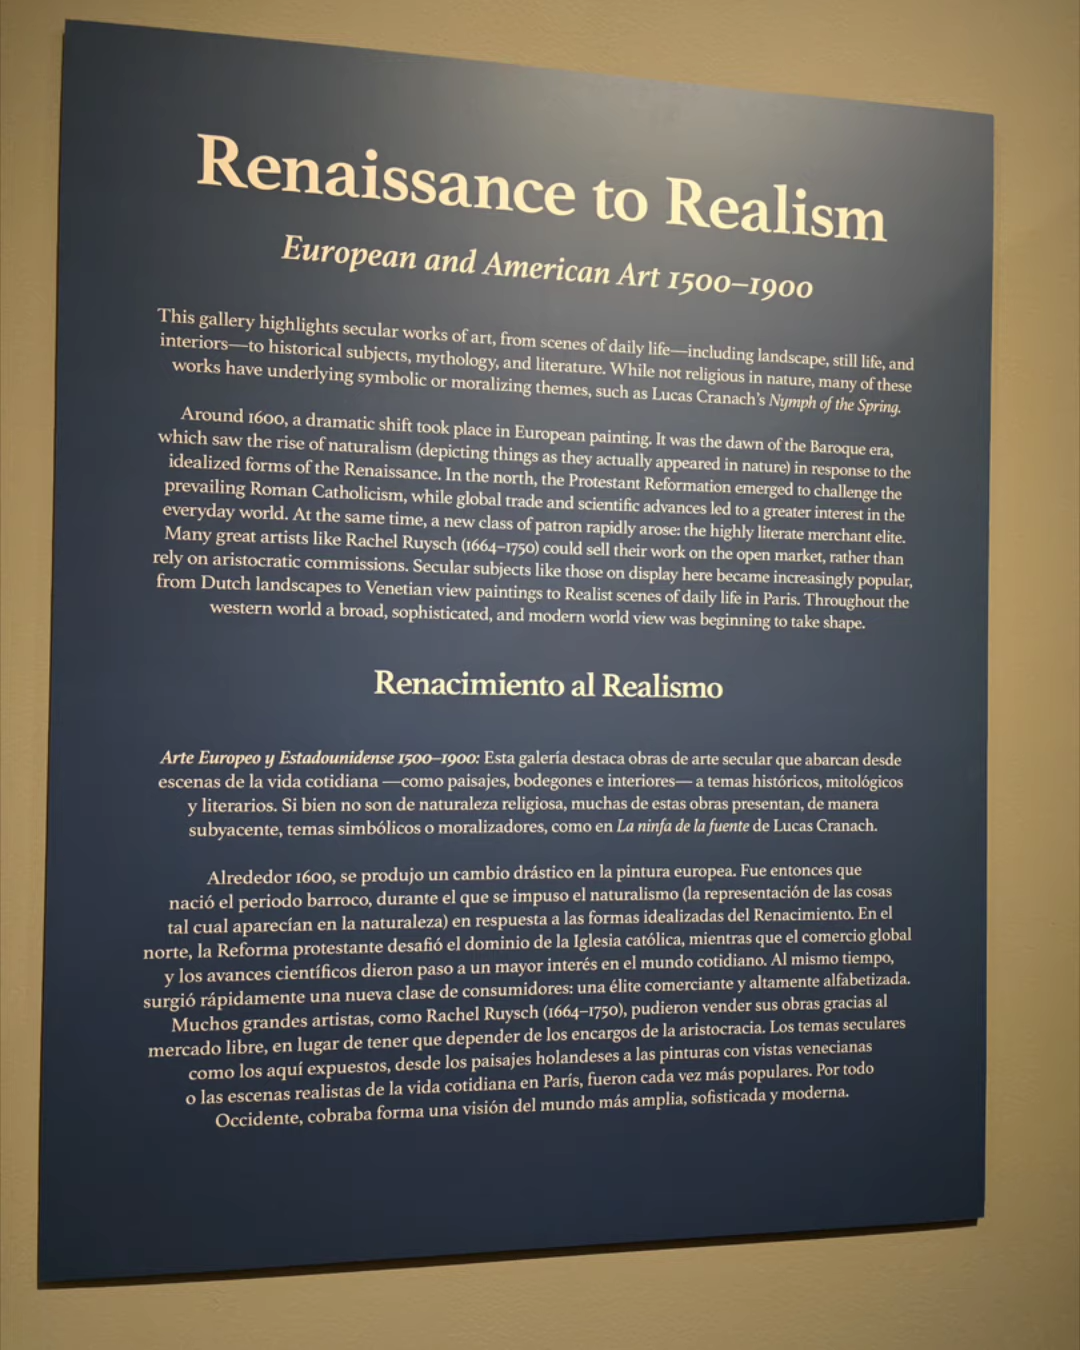 Renaissance to Realism
European and American Art 1500–1900
This gallery highlights secular works of art, from scenes of daily life—including landscape, still life, and
interiors—to historical subjects, mythology, and literature. While not religious in nature, many of these
works have underlying symbolic or moralizing themes, such as Lucas Cranach's Nymph of the Spring.
Around 1600, a dramatic shift took place in European painting. It was the dawn of the Baroque era,
which saw the rise of naturalism (depicting things as they actually appeared in nature) in response to the
idealized forms of the Renaissance. In the north, the Protestant Reformation emerged to challenge the
prevailing Roman Catholicism, while global trade and scientific advances led to a greater interest in the
everyday world. At the same time, a new class of patron rapidly arose: the highly literate merchant elite.
Many great artists like Rachel Ruysch (1664–1750) could sell their work on the open market, rather than
rely on aristocratic commissions. Secular subjects like those on display here became increasingly popular,
from Dutch landscapes to Venetian view paintings to Realist scenes of daily life in Paris. Throughout the
western world a broad, sophisticated, and modern world view was beginning to take shape.
Renacimiento al Realismo
Arte Europeo y Estadounidense 1500–1900: Esta galería destaca obras de arte secular que abarcan desde
escenas de la vida cotidiana —como paisajes, bodegones e interiores— a temas históricos, mitológicos
y literarios. Si bien no son de naturaleza religiosa, muchas de estas obras presentan, de manera
subyacente, temas simbólicos o moralizadores, como en La ninfa de la fuente de Lucas Cranach.
Alrededor 1600, se produjo un cambio drástico en la pintura europea. Fue entonces que
nació el periodo barroco, durante el que se impuso el naturalismo (la representación de las cosas
tal cual aparecían en la naturaleza) en respuesta a las formas idealizadas del Renacimiento. En el
norte, la Reforma protestante desafió el dominio de la Iglesia católica, mientras que el comercio global
y los avances científicos dieron paso a un mayor interés en el mundo cotidiano. Al mismo tiempo,
surgió rápidamente una nueva clase de consumidores: una élite comerciante y altamente alfabetizada.
Muchos grandes artistas, como Rachel Ruysch (1664–1750), pudieron vender sus obras gracias al
mercado libre, en lugar de tener que depender de los encargos de la aristocracia. Los temas seculares
como los aquí expuestos, desde los paisajes holandeses a las pinturas con vistas venecianas
o las escenas realistas de la vida cotidiana en París, fueron cada vez más populares. Por todo
Occidente, cobraba forma una visión del mundo más amplia, sofisticada y moderna.